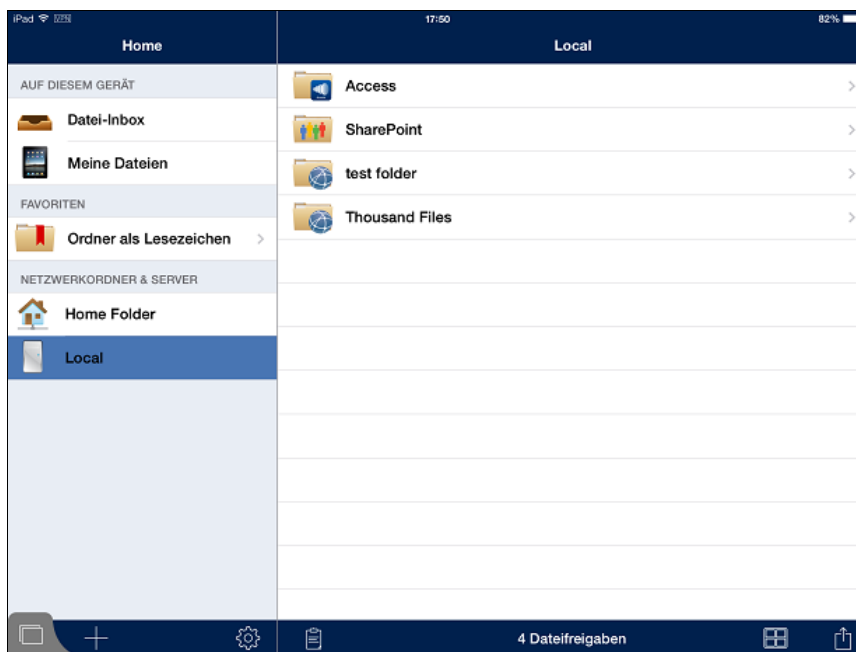 iPad VPN 17:50 82%
Home
Local
AUF DIESEM GERÄT
Datei-Inbox
Meine Dateien
FAVORITEN
Ordner als Lesezeichen
NETZWERKORDNER & SERVER
Home Folder
Local
Access
SharePoint
test folder
Thousand Files
4 Dateifreigaben